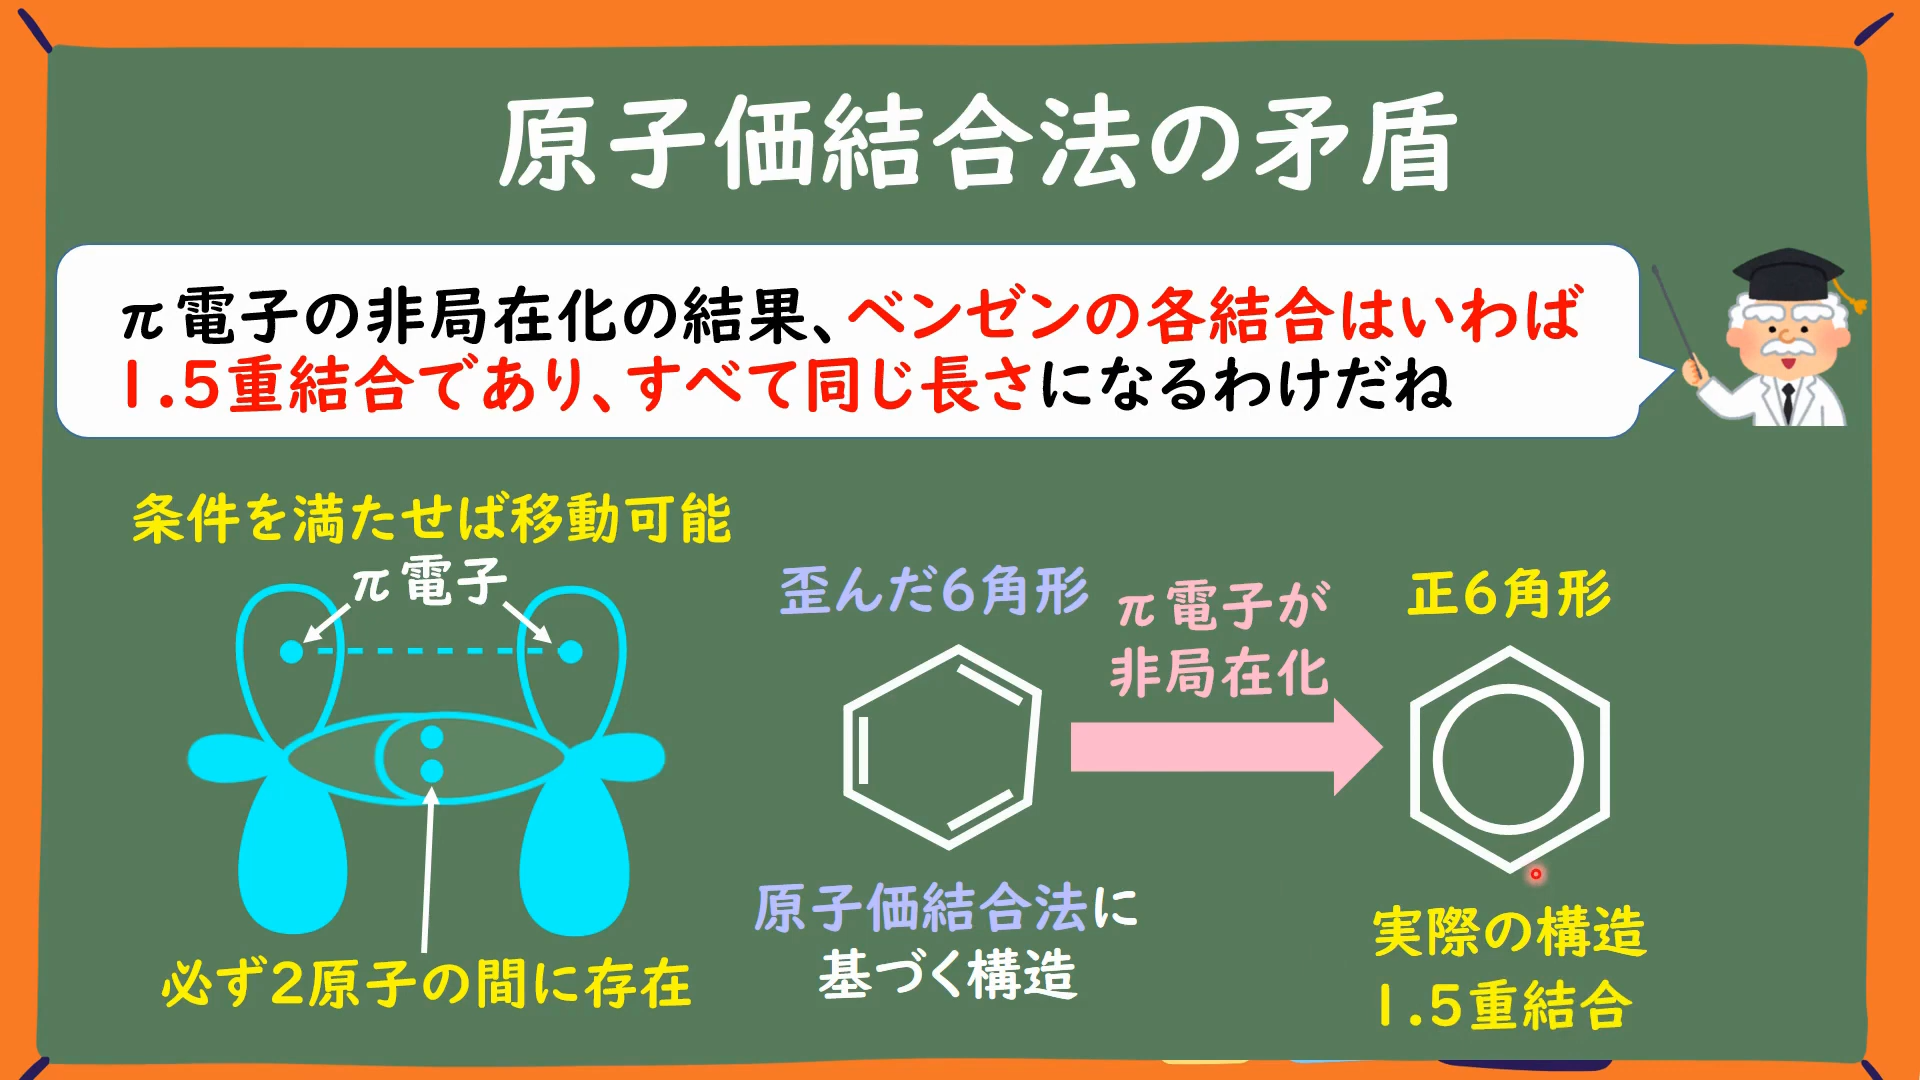 原子価結合法の矛盾
π電子の非局在化の結果、ベンゼンの各結合はいわば
1.5重結合であり、すべて同じ長さになるわけだね
条件を満たせば移動可能
π電子
必ず2原子の間に存在
歪んだ6角形
原子価結合法に
基づく構造
π電子が
非局在化
正6角形
実際の構造
1.5重結合